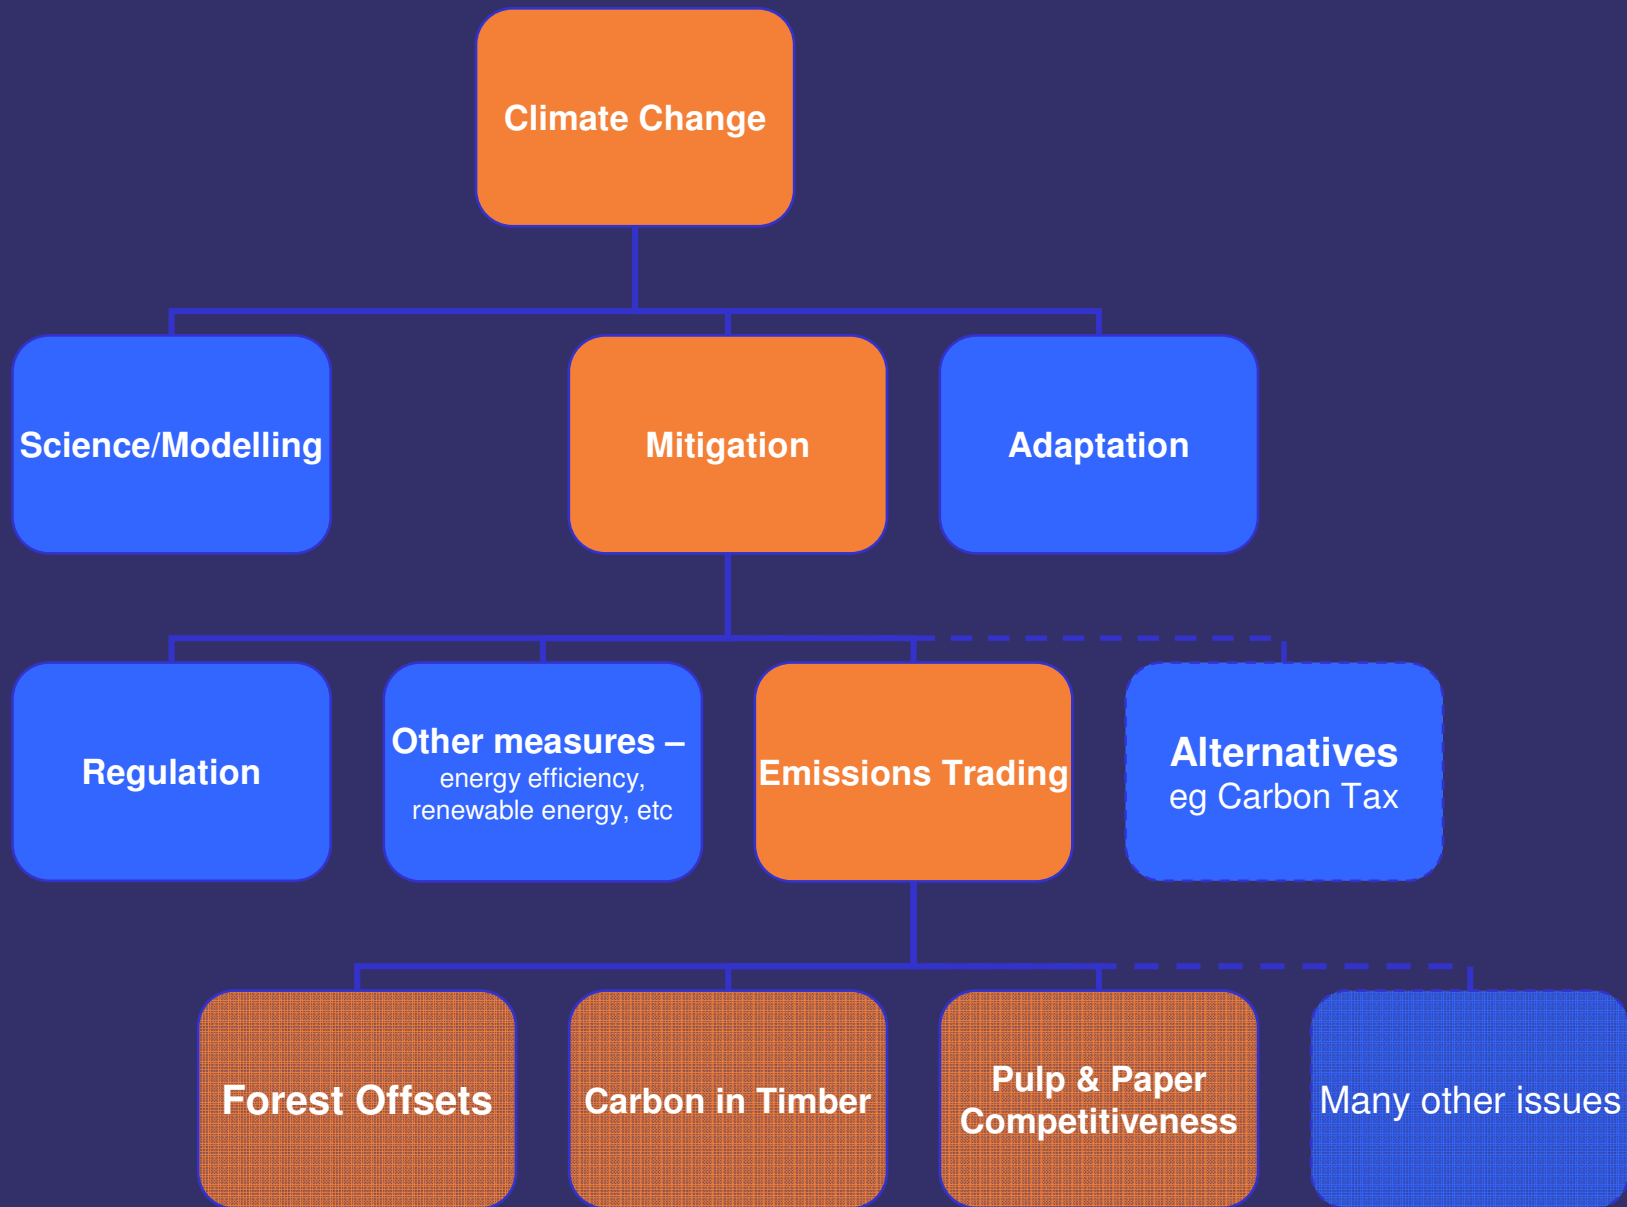 Climate Change
Science/Modelling
Mitigation
Adaptation
Regulation
Other measures –
energy efficiency,
renewable energy, etc
Emissions Trading
Alternatives
eg Carbon Tax
Forest Offsets
Carbon in Timber
Pulp & Paper
Competitiveness
Many other issues